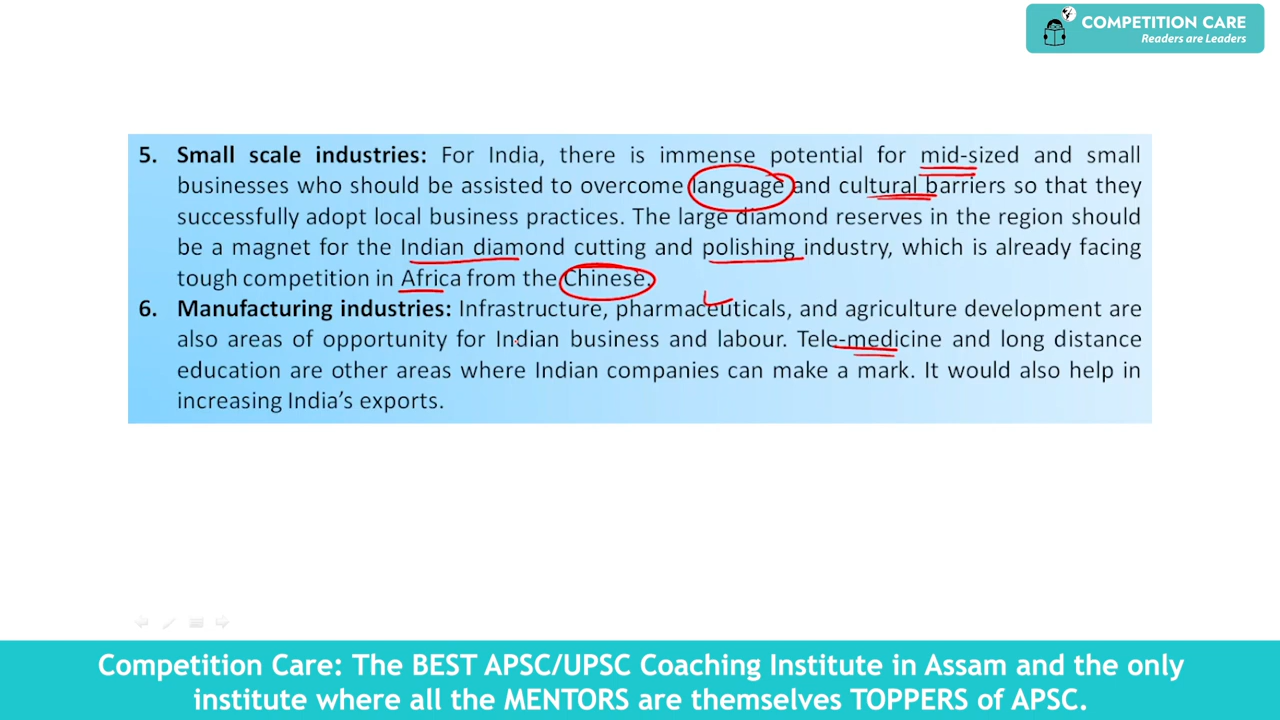 COMPETITION CARE
Readers are Leaders
5. Small scale industries: For India, there is immense potential for mid-sized and small
businesses who should be assisted to overcome language and cultural barriers so that they
successfully adopt local business practices. The large diamond reserves in the region should
be a magnet for the Indian diamond cutting and polishing industry, which is already facing
tough competition in Africa from the Chinese.
6. Manufacturing industries: Infrastructure, pharmaceuticals, and agriculture development are
also areas of opportunity for Indian business and labour. Tele-medicine and long distance
education are other areas where Indian companies can make a mark. It would also help in
increasing India's exports.
Competition Care: The BEST APSC/UPSC Coaching Institute in Assam and the only
institute where all the MENTORS are themselves TOPPERS of APSC.